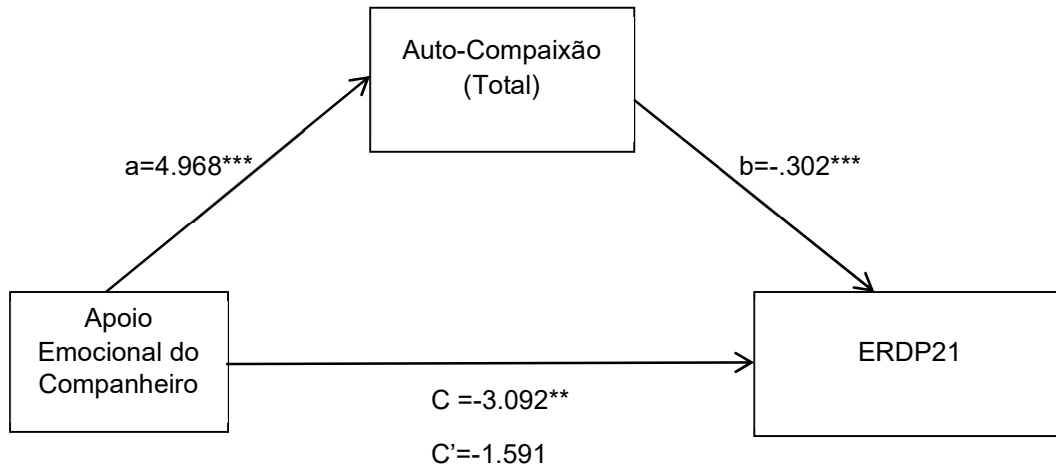 Auto-Compaixão
(Total)
a=4.968***
b=-.302***
Apoio
Emocional do
Companheiro
ERDP21
C =-3.092**
C’=-1.591